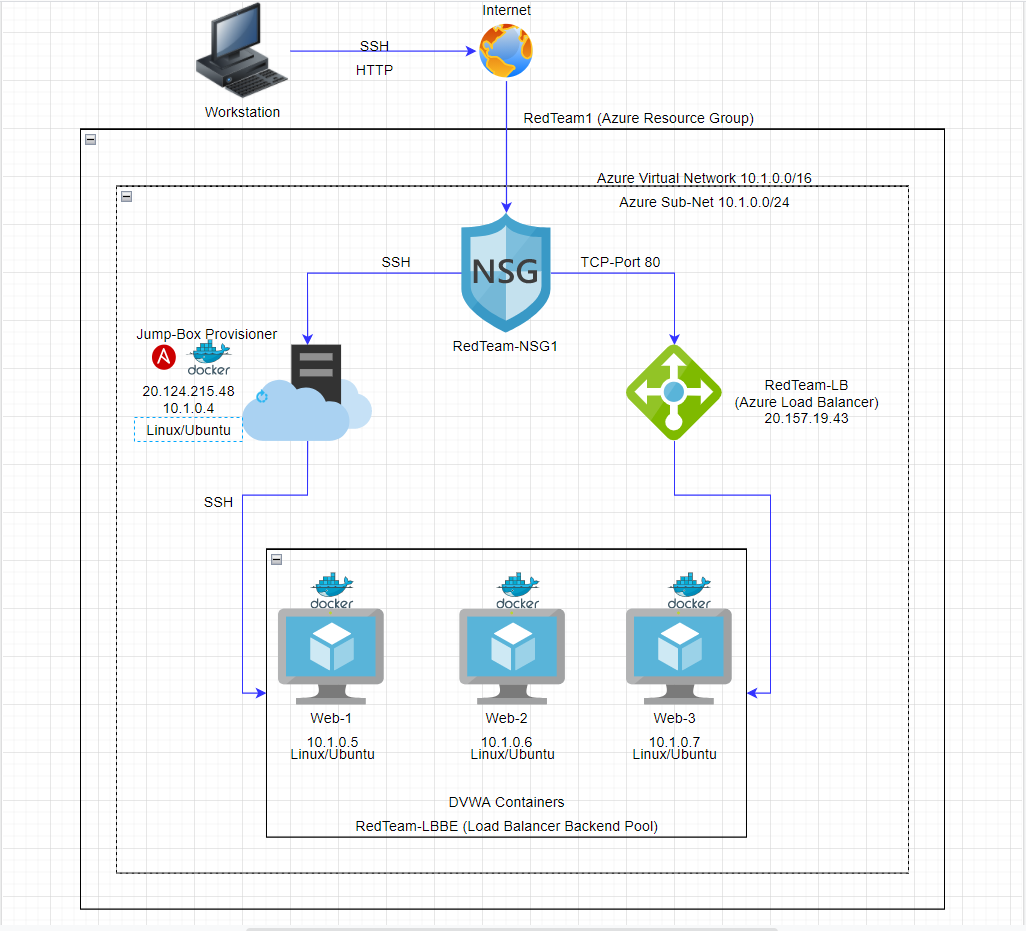 Internet
SSH
HTTP
Workstation
RedTeam1 (Azure Resource Group)
Azure Virtual Network 10.1.0.0/16
Azure Sub-Net 10.1.0.0/24
NSG
SSH
TCP-Port 80
RedTeam-NSG1
Jump-Box Provisioner
A
docker
20.124.215.48
10.1.0.4
Linux/Ubuntu
RedTeam-LB
(Azure Load Balancer)
20.157.19.43
SSH
docker
docker
docker
Web-1
Web-2
Web-3
10.1.0.5
Linux/Ubuntu
10.1.0.6
Linux/Ubuntu
10.1.0.7
Linux/Ubuntu
DVWA Containers
RedTeam-LBBE (Load Balancer Backend Pool)